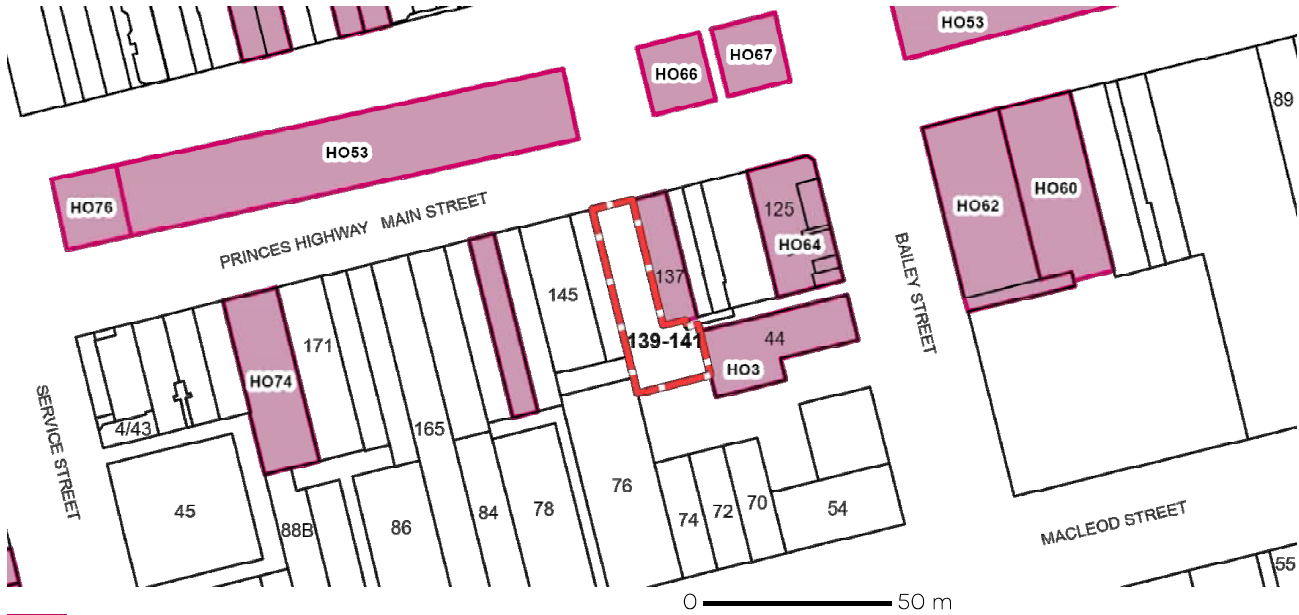 HO53
HO67
HO66
89
HO53
HO60
HO76
HO62
125
PRINCES HIGHWAY MAIN STREET
HO64
BAILEY STREET
137
145
139-141
44
171
HO3
HO74
SERVICE STREET
165
4/43
76
45
84
78
54
74
72
70
88B
86
MACLEOD STREET
55
0 50 m